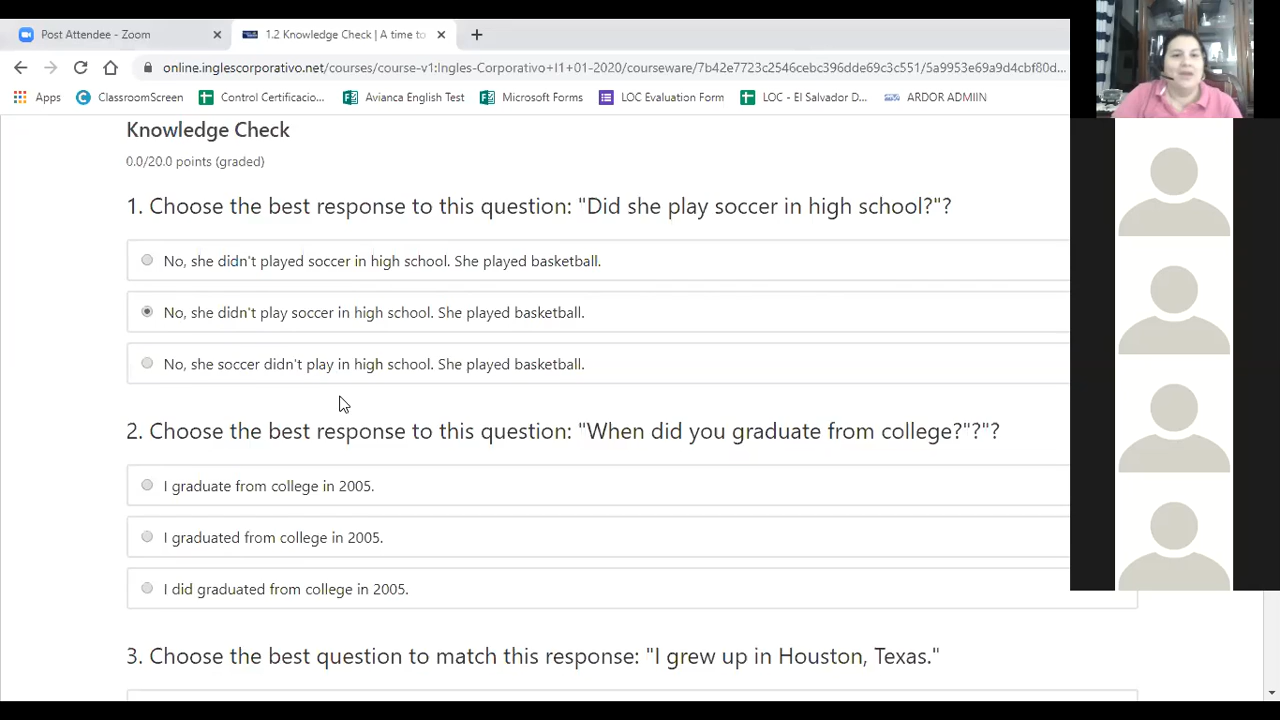 Post Attendee - Zoom
1.2 Knowledge Check | A time to
online.inglescorporativo.net/courses/course-v1:Ingles-Corporativo+I1+01-2020/courseware/7b42e7723c2546cebc396dde69c3c551/5a9953e69a9d4cbf80d...
Apps ClassroomScreen Control Certificacio... Avianca English Test Microsoft Forms LOC Evaluation Form LOC - El Salvador D... ARDOR ADMIIN
Knowledge Check
0.0/20.0 points (graded)
1. Choose the best response to this question: "Did she play soccer in high school?"?
No, she didn't played soccer in high school. She played basketball.
No, she didn't play soccer in high school. She played basketball.
No, she soccer didn't play in high school. She played basketball.
2. Choose the best response to this question: "When did you graduate from college?"?"?
I graduate from college in 2005.
I graduated from college in 2005.
I did graduated from college in 2005.
3. Choose the best question to match this response: "I grew up in Houston, Texas."